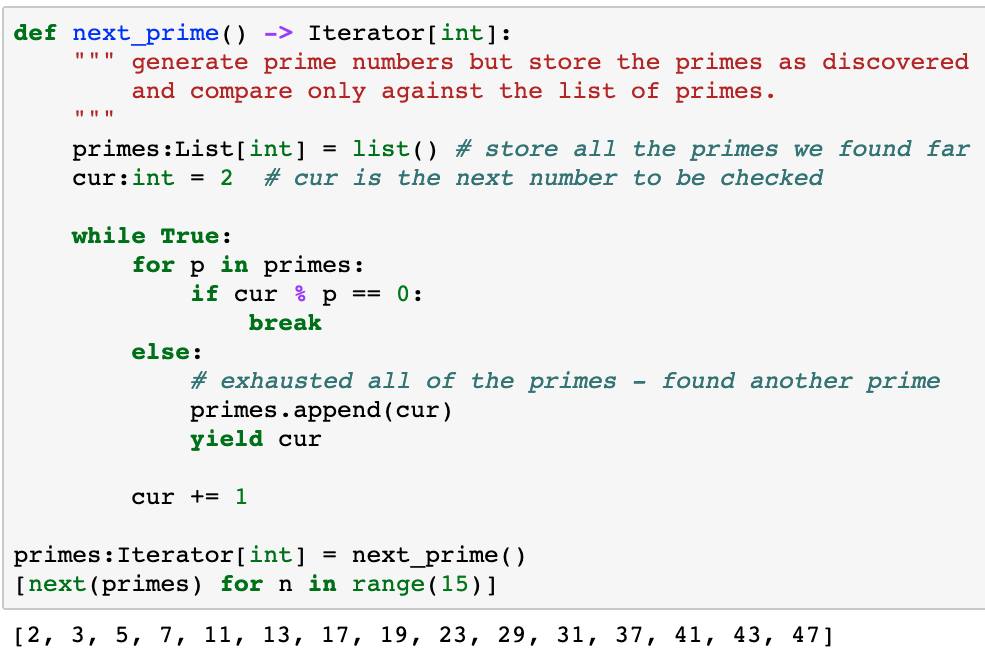 def next_prime() -> Iterator[int]:
    """ generate prime numbers but store the primes as discovered
        and compare only against the list of primes.
    """
    primes:List[int] = list() # store all the primes we found far
    cur:int = 2  # cur is the next number to be checked

    while True:
        for p in primes:
            if cur % p == 0:
                break
        else:
            # exhausted all of the primes - found another prime
            primes.append(cur)
            yield cur

        cur += 1

primes:Iterator[int] = next_prime()
[next(primes) for n in range(15)]
[2, 3, 5, 7, 11, 13, 17, 19, 23, 29, 31, 37, 41, 43, 47]